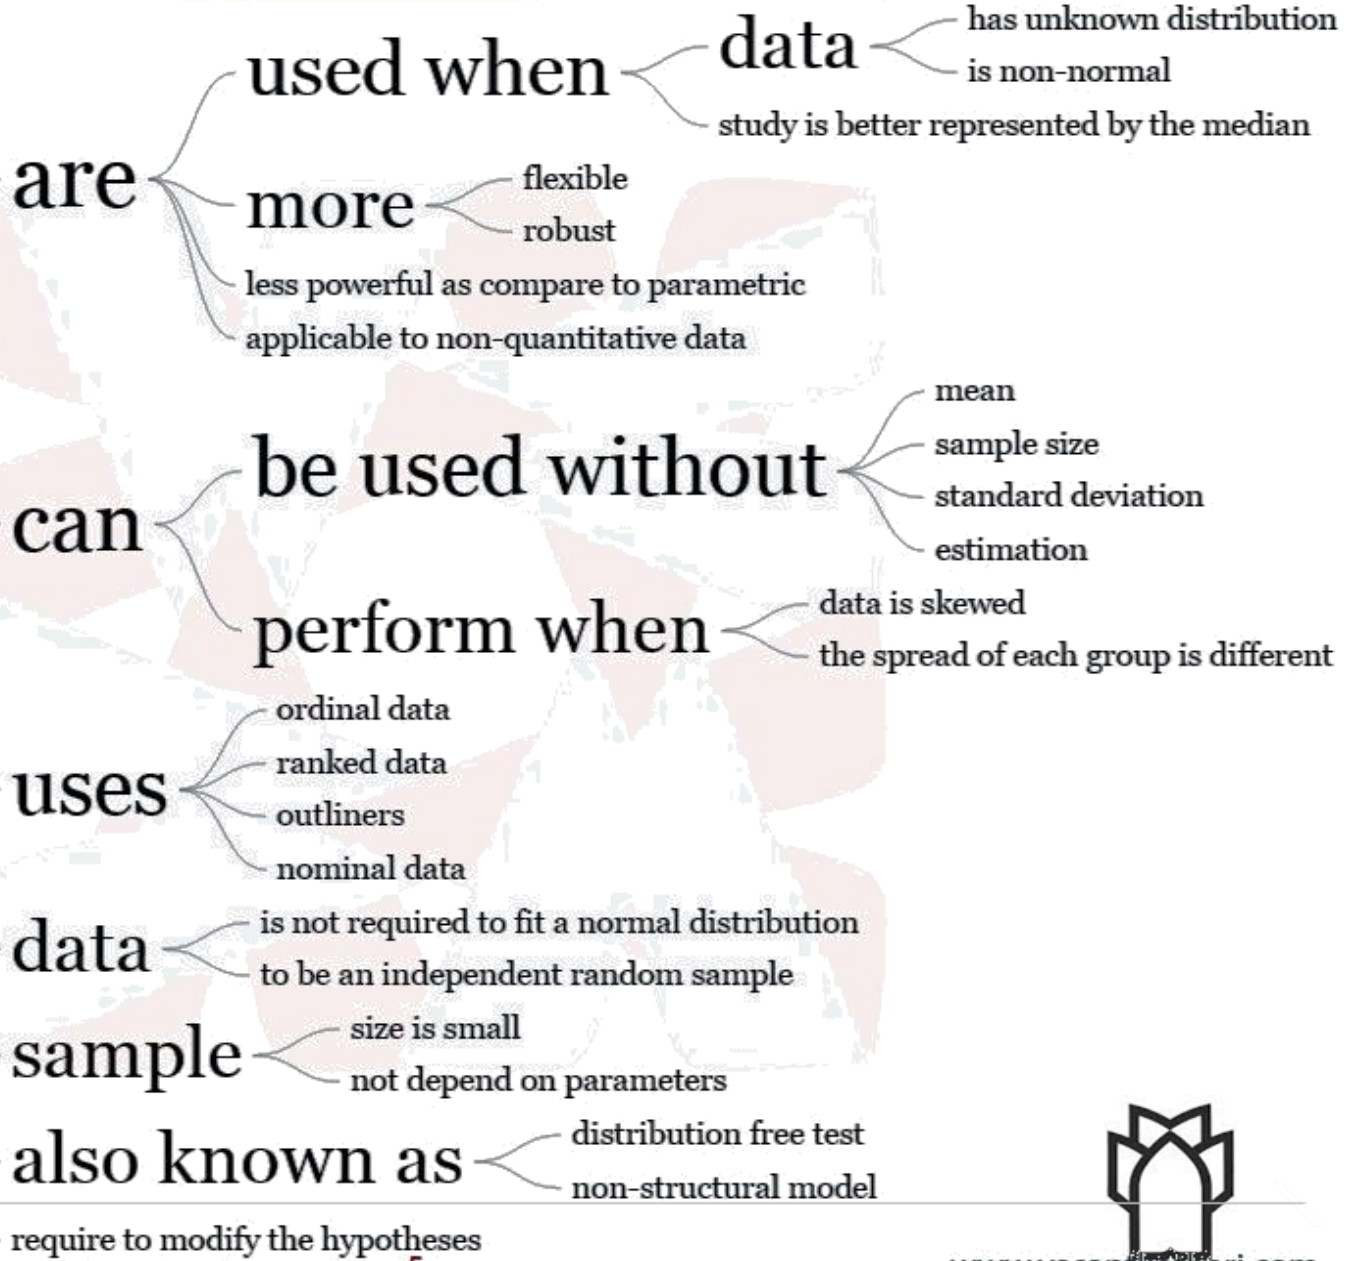 are
used when
data
has unknown distribution
is non-normal
study is better represented by the median
more
flexible
robust
less powerful as compare to parametric
applicable to non-quantitative data
can
be used without
mean
sample size
standard deviation
estimation
perform when
data is skewed
the spread of each group is different
uses
ordinal data
ranked data
outliners
nominal data
data
is not required to fit a normal distribution
to be an independent random sample
sample
size is small
not depend on parameters
also known as
distribution free test
non-structural model
require to modify the hypotheses